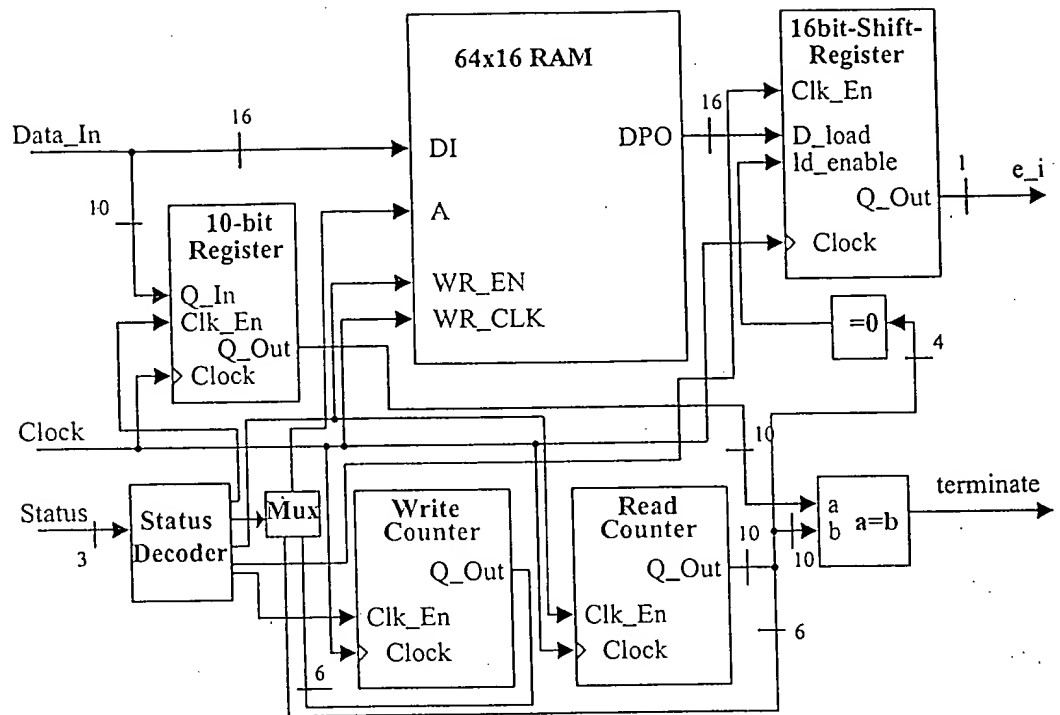 16bit-Shift-
Register
64x16 RAM
Clk_En
16
16
Data_In
DI
DPO
D_load
ld_enable
1
e_i
Q_Out
10
10-bit
Register
A
Clock
Q_In
WR_EN
Clk_En
WR_CLK
Q_Out
=0
4
Clock
Clock
10
terminate
Status
3
Status
Decoder
Mux
Write
Counter
Read
Counter
a
b
a=b
10
10
Q_Out
Q_Out
Clk_En
Clk_En
6
Clock
Clock
6